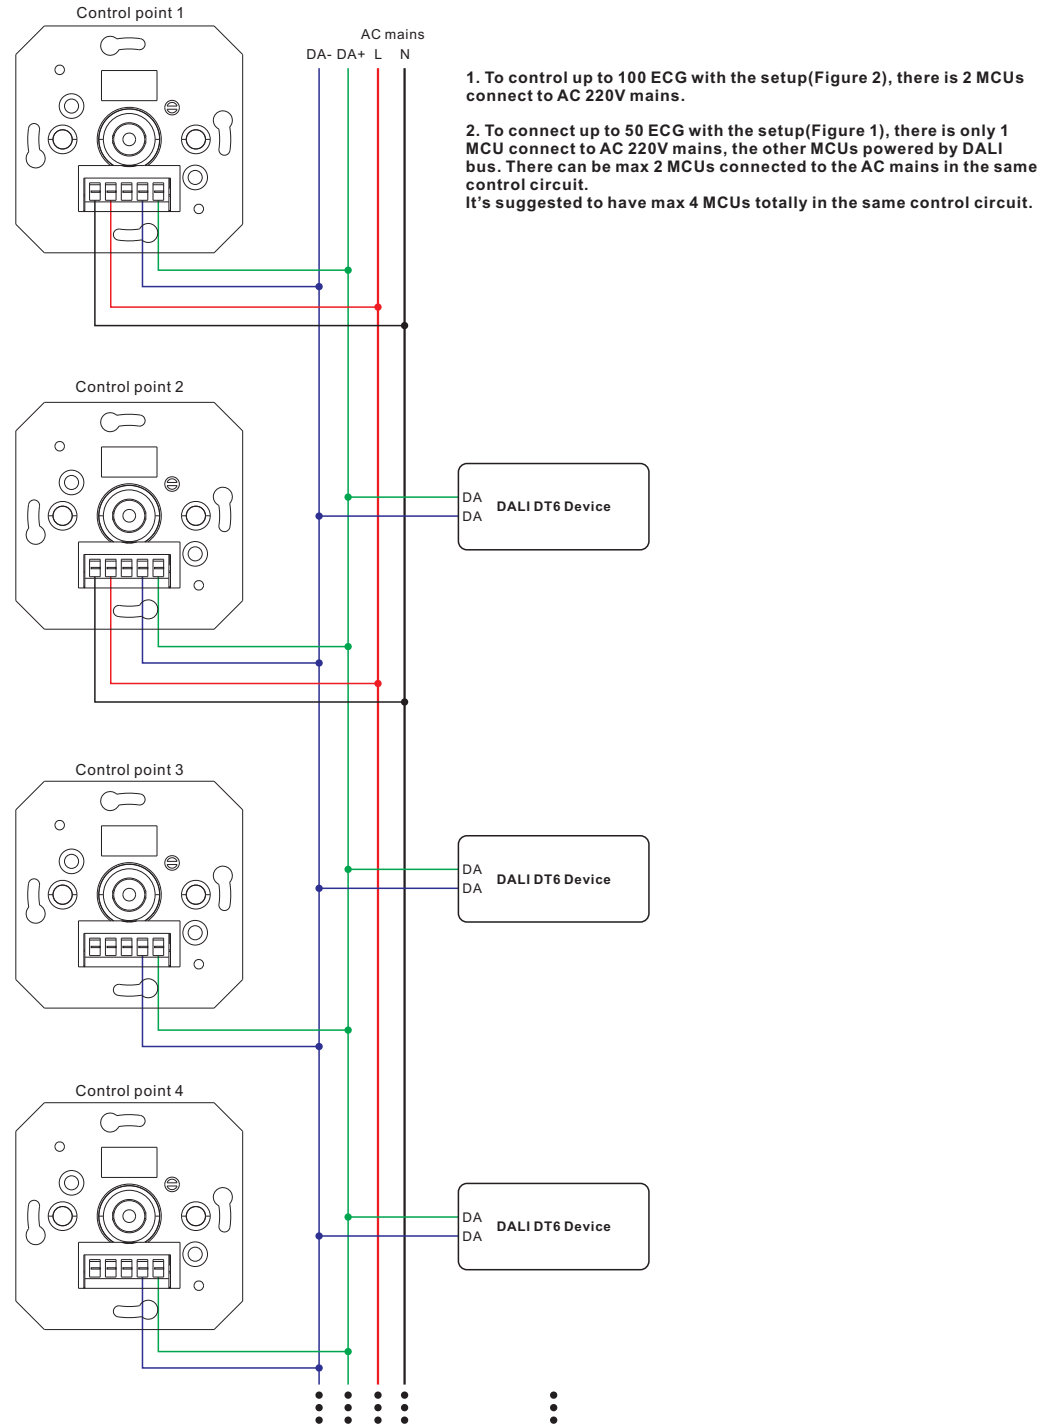 Control point 1
AC mains
DA- DA+ L N
1. To control up to 100 ECG with the setup(Figure 2), there is 2 MCUs
connect to AC 220V mains.
2. To connect up to 50 ECG with the setup(Figure 1), there is only 1
MCU connect to AC 220V mains, the other MCUs powered by DALI
bus. There can be max 2 MCUs connected to the AC mains in the same
control circuit.
It's suggested to have max 4 MCUs totally in the same control circuit.
Control point 2
DA
DALI DT6 Device
DA
Control point 3
DA
DALI DT6 Device
DA
Control point 4
DA
DALI DT6 Device
DA